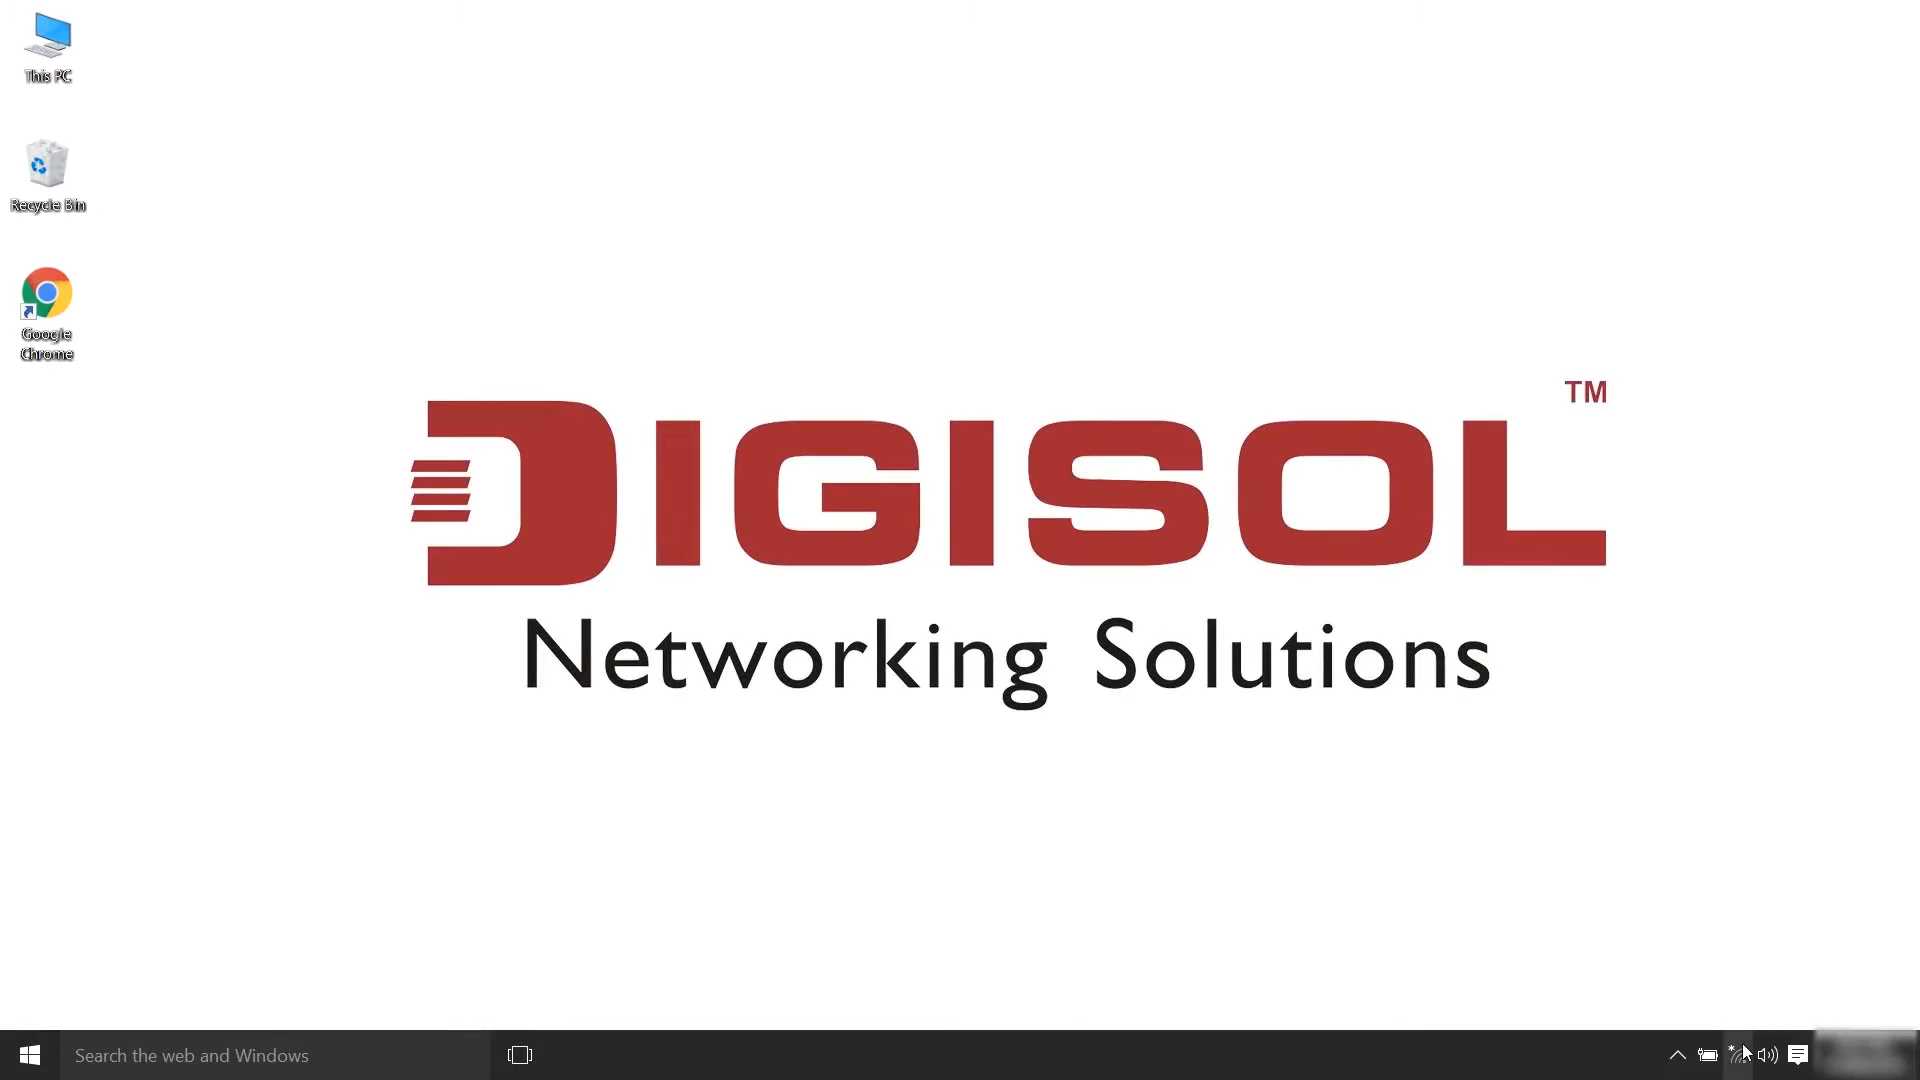 This PC
Recycle Bin
Google
Chrome
DIGISOL TM
Networking Solutions
Search the web and Windows